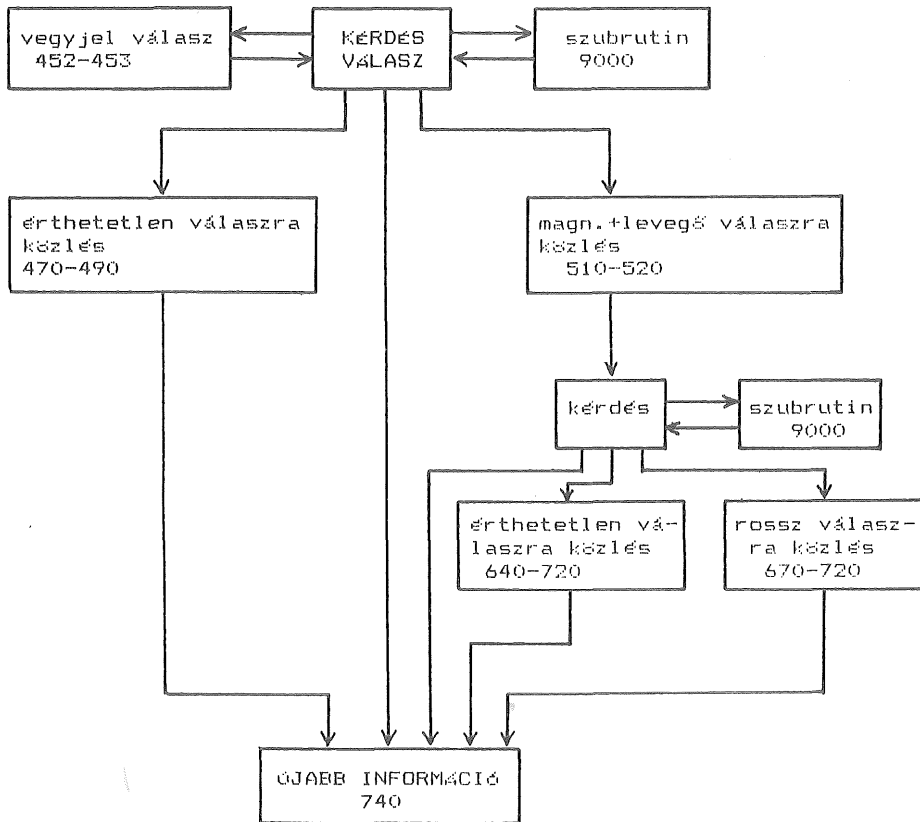 vegyjel válasz
452-453
KÉRDÉS
VÁLASZ
szubrutin
9000
érthetetlen válaszra
közlés
470-490
magn.+levegő válaszra
közlés
510-520
kérdés
szubrutin
9000
érthetetlen vá-
laszra közlés
640-720
rossz válasz-
ra közlés
670-720
ÚJABB INFORMÁCIÓ
740